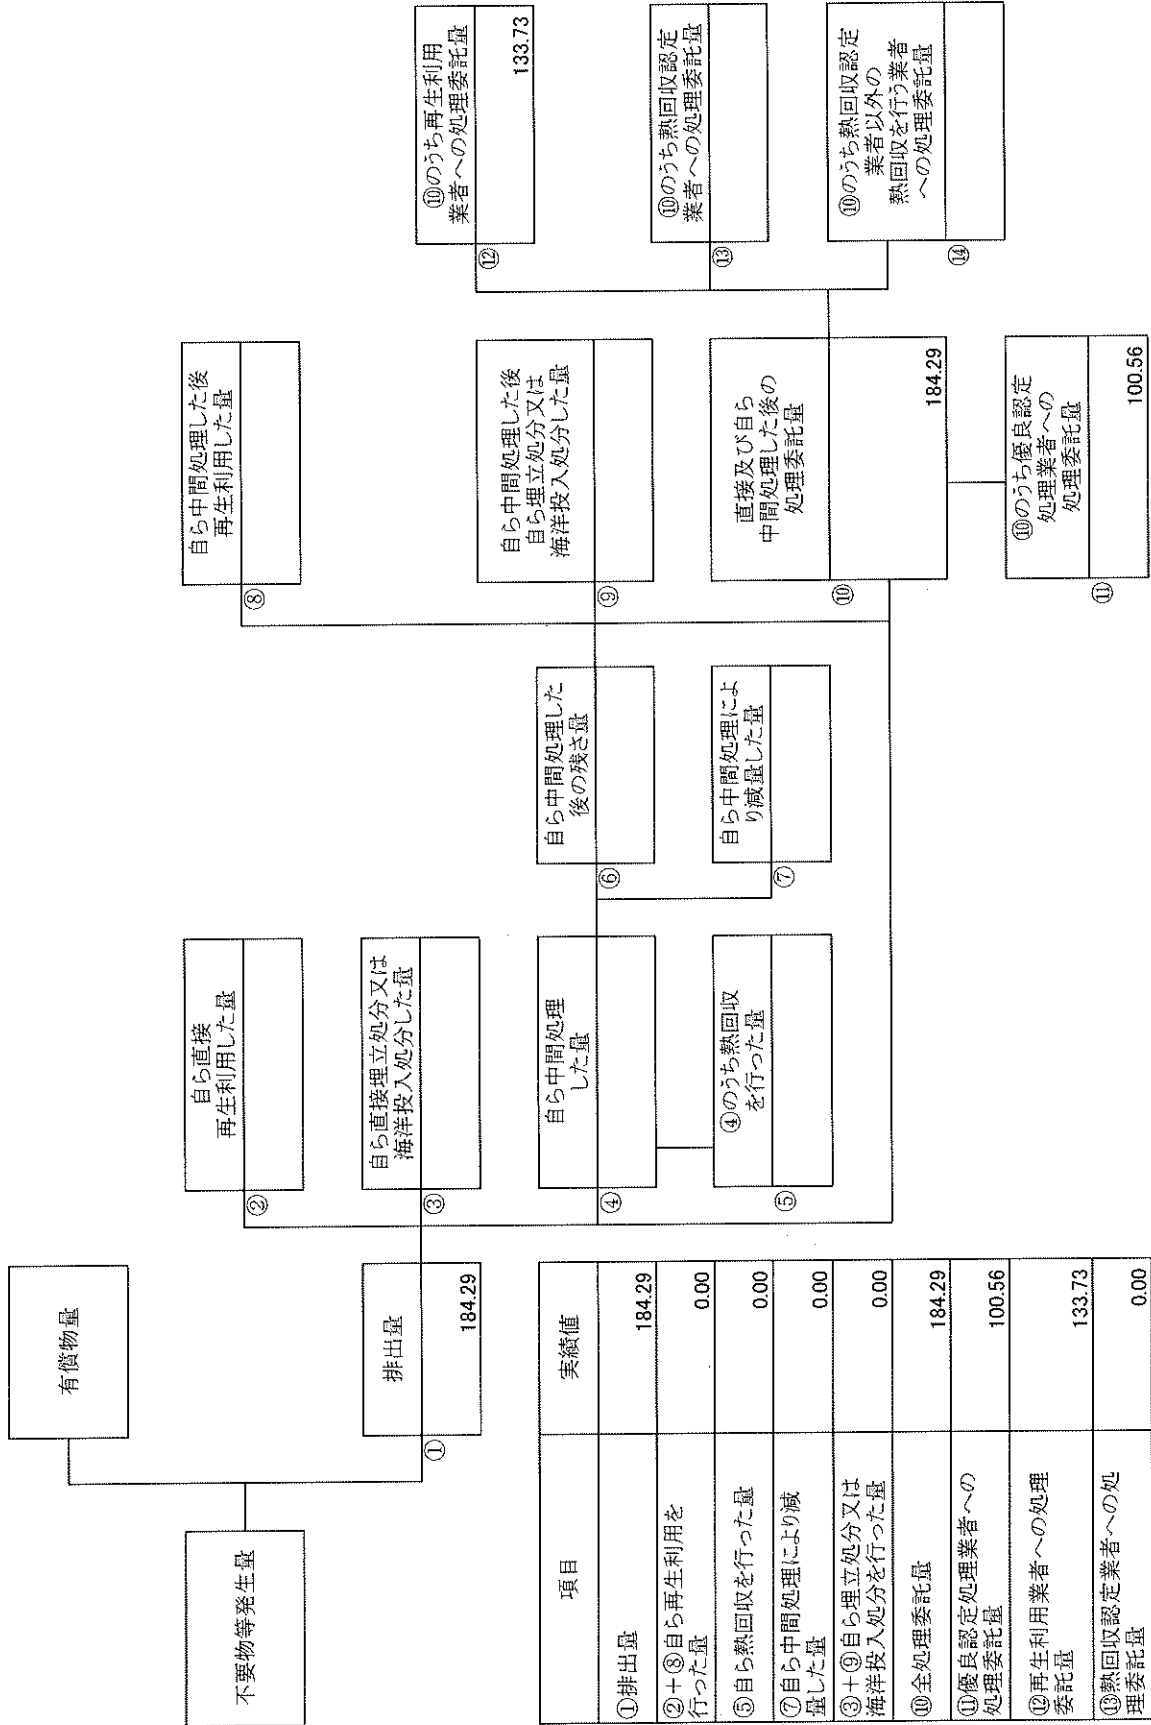 不要物等発生量
有償物量
①
排出量
184.29
②
自ら直接
再生利用した量
③
自ら直接埋立処分又は
海洋投入処分した量
④
自ら中間処理
した量
⑤
④のうち熱回収
を行った量
⑥
自ら中間処理した
後の残さ量
⑦
自ら中間処理によ
り減量した量
⑧
自ら中間処理した後
再生利用した量
⑨
自ら中間処理した後
自ら埋立処分又は
海洋投入処分した量
⑩
直接及び自ら
中間処理した後の
処理委託量
184.29
⑪
⑩のうち優良認定
処理業者への
処理委託量
100.56
⑫
⑩のうち再生利用
業者への処理委託量
133.73
⑬
⑩のうち熱回収認定
業者への処理委託量
⑭
⑩のうち熱回収認定
業者以外の
熱回収を行う業者
への処理委託量
項目 実績値
①排出量 184.29
②+⑧自ら再生利用を
行った量 0.00
⑤自ら熱回収を行った量 0.00
⑦自ら中間処理により減
量した量 0.00
③+⑨自ら埋立処分又は
海洋投入処分を行った量 0.00
⑩全処理委託量 184.29
⑪優良認定処理業者への
処理委託量 100.56
⑫再生利用業者への処理
委託量 133.73
⑬熱回収認定業者への処
理委託量 0.00